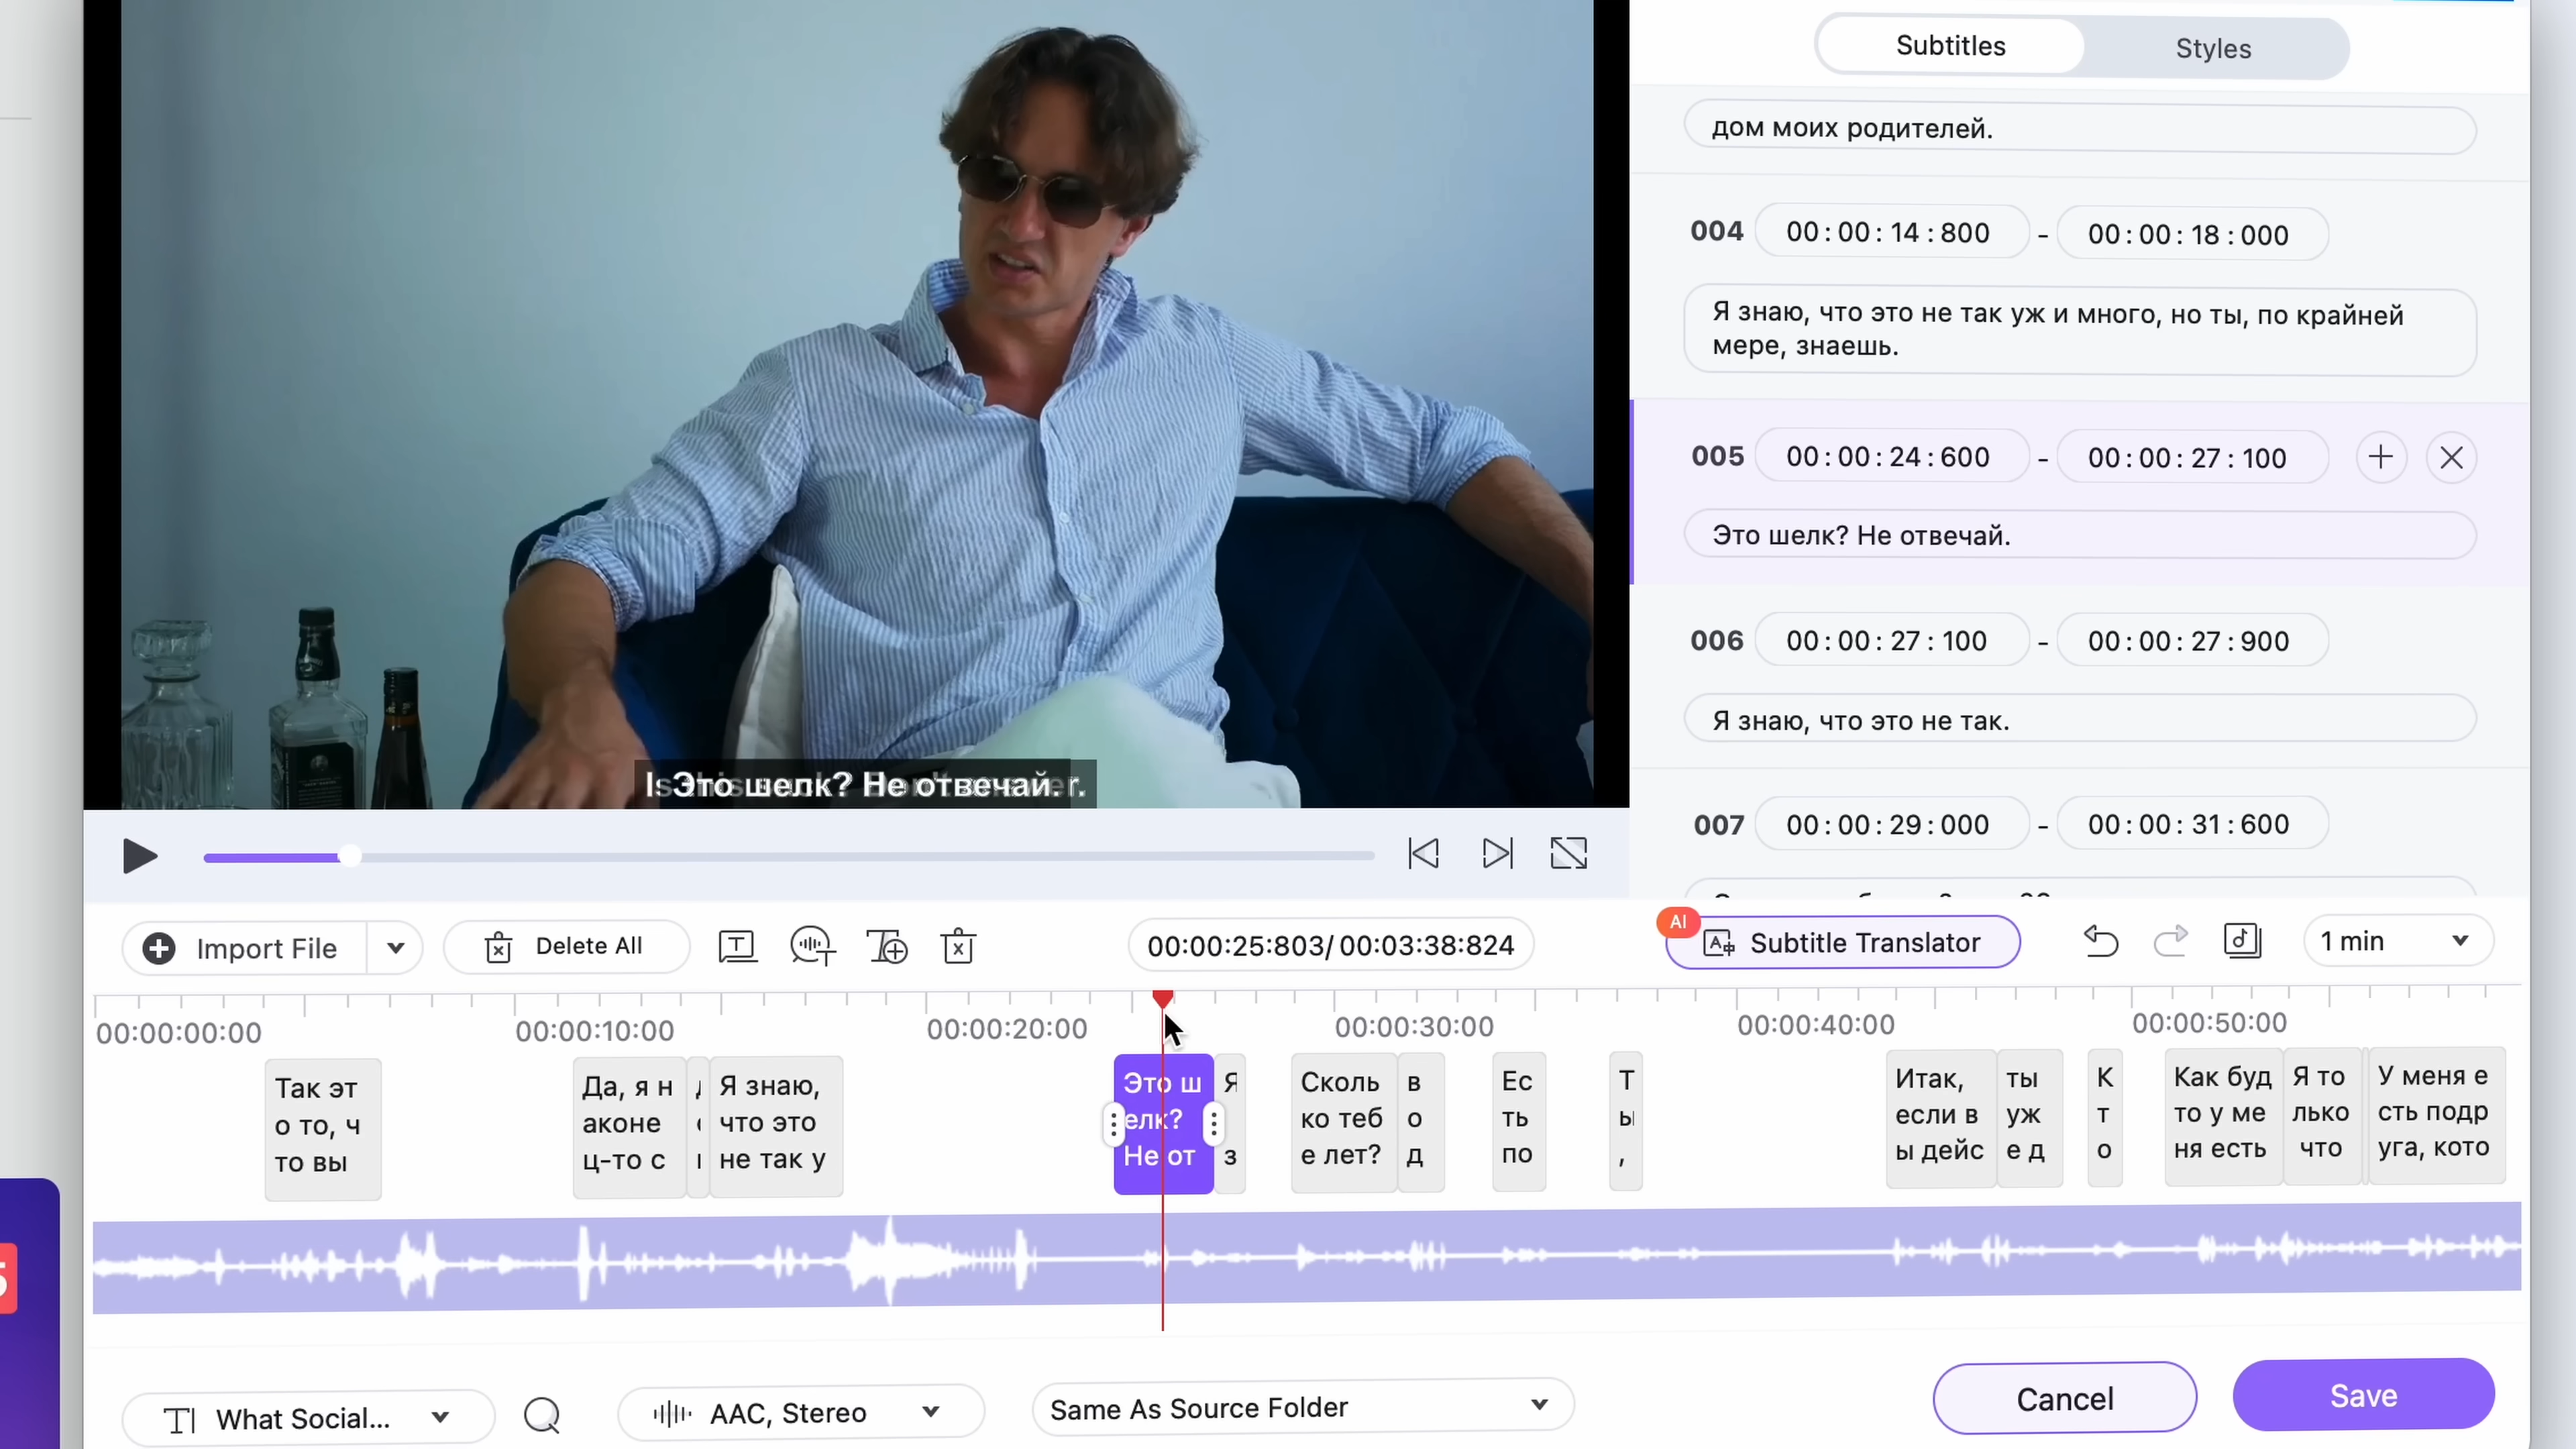 Subtitles
Styles
дом моих родителей.
004
00:00:14:800 - 00:00:18:000
Я знаю, что это не так уж и много, но ты, по крайней
мере, знаешь.
005
00:00:24:600 - 00:00:27:100
Это шелк? Не отвечай.
006
00:00:27:100 - 00:00:27:900
Я знаю, что это не так.
007
00:00:29:000 - 00:00:31:600
Это шелк? Не отвечай.
Import File
Delete All
00:00:25:803/00:03:38:824
AI
Subtitle Translator
1 min
00:00:00:00
00:00:10:00
00:00:20:00
00:00:30:00
00:00:40:00
00:00:50:00
Так эт
о то, ч
то вы
Да, я н
аконе
ц-то с
Я знаю,
что это
не так у
Это ш
елк?
Не от
Я
з
Сколь
ко теб
е лет?
в
о
д
Ес
ть
по
Т
ы
,
Итак,
если в
ы дейс
ты
уж
е д
К
т
о
Как буд
то у ме
ня есть
Я то
лько
что
У меня е
сть подр
уга, кото
5
What Social...
AAC, Stereo
Same As Source Folder
Cancel
Save